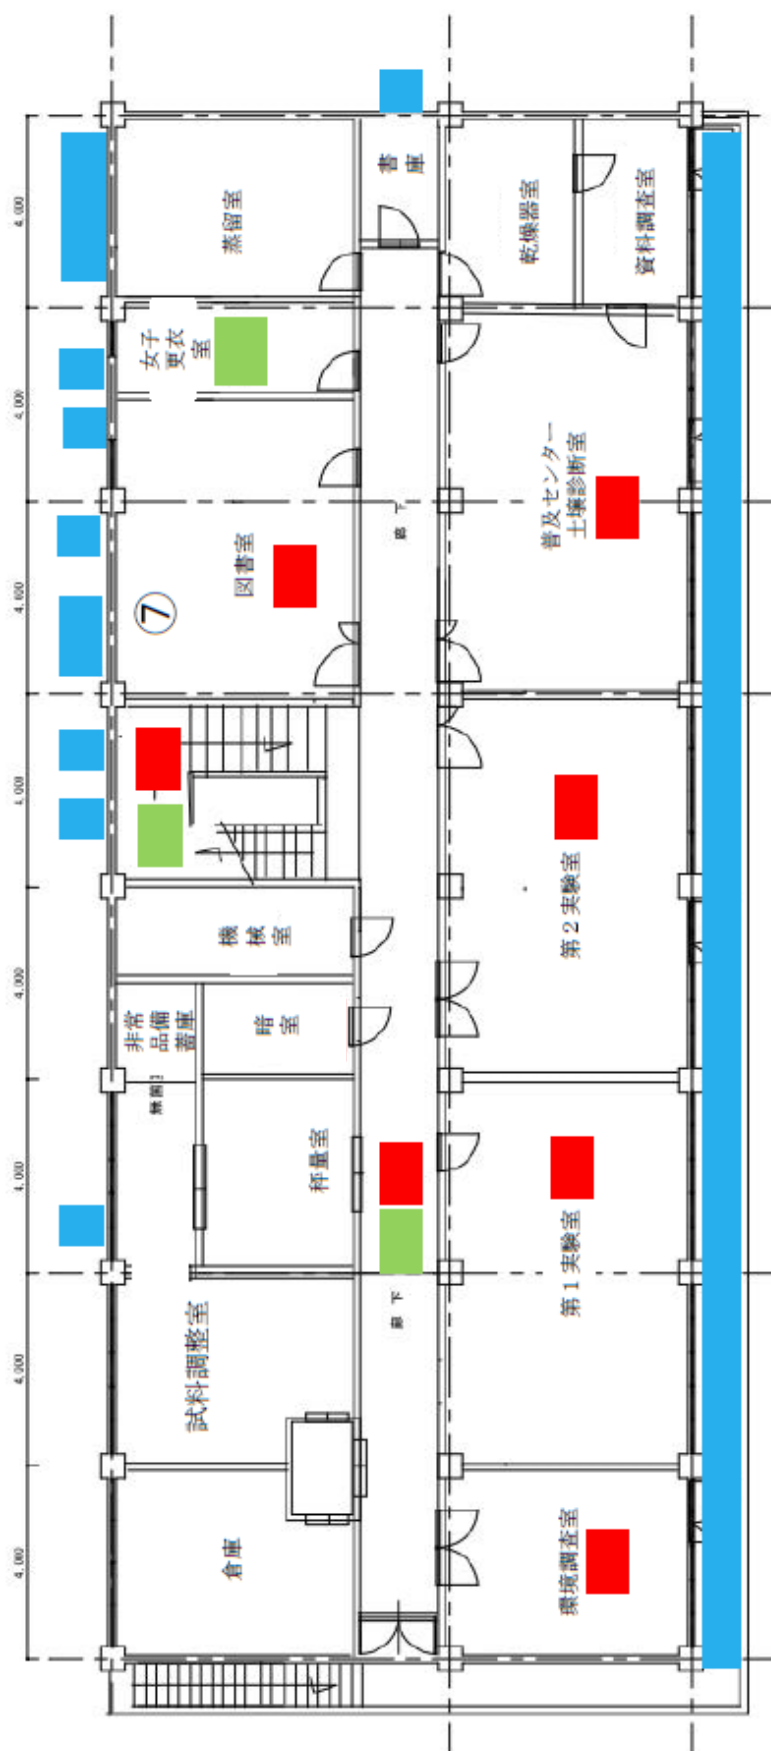 4,000
4,000
4,000
4,000
4,000
4,000
4,000
4,000
蒸留室
書庫
乾燥器室
資料調査室
女子
更衣
室
図書室
⑦
廊下
普及センター
土壌診断室
機械室
第2実験室
非常
品備
蓄庫
暗室
秤量室
第1実験室
試料調整室
廊下
倉庫
環境調査室